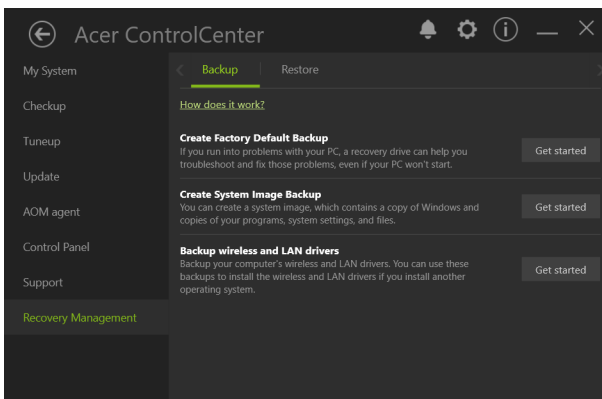 Acer ControlCenter
My System
Backup
Restore
Checkup
How does it work?
Tuneup
Create Factory Default Backup
If you run into problems with your PC, a recovery drive can help you
troubleshoot and fix those problems, even if your PC won't start.
Get started
Update
Create System Image Backup
You can create a system image, which contains a copy of Windows and
copies of your programs, system settings, and files.
Get started
AOM agent
Control Panel
Backup wireless and LAN drivers
Backup your computer's wireless and LAN drivers. You can use these
backups to install the wireless and LAN drivers if you install another
operating system.
Get started
Support
Recovery Management